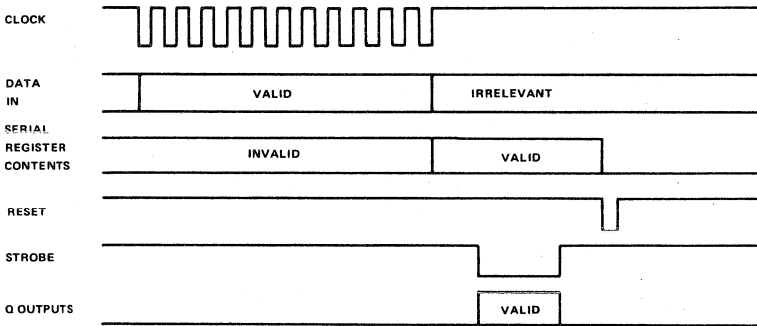 CLOCK
DATA
IN
VALID
IRRELEVANT
SERIAL
REGISTER
CONTENTS
INVALID
VALID
RESET
STROBE
Q OUTPUTS
VALID